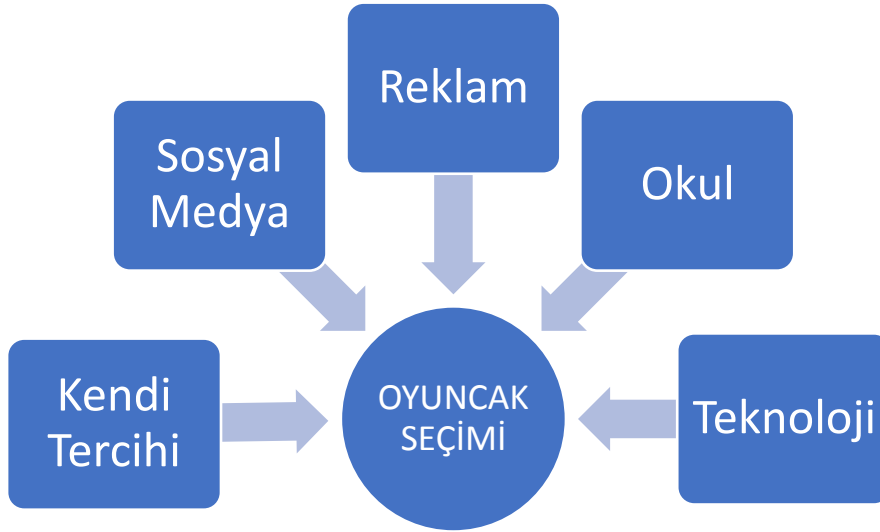 Reklam
Sosyal
Medya
Okul
Kendi
Tercihi
OYUNCAK
SEÇİMİ
Teknoloji